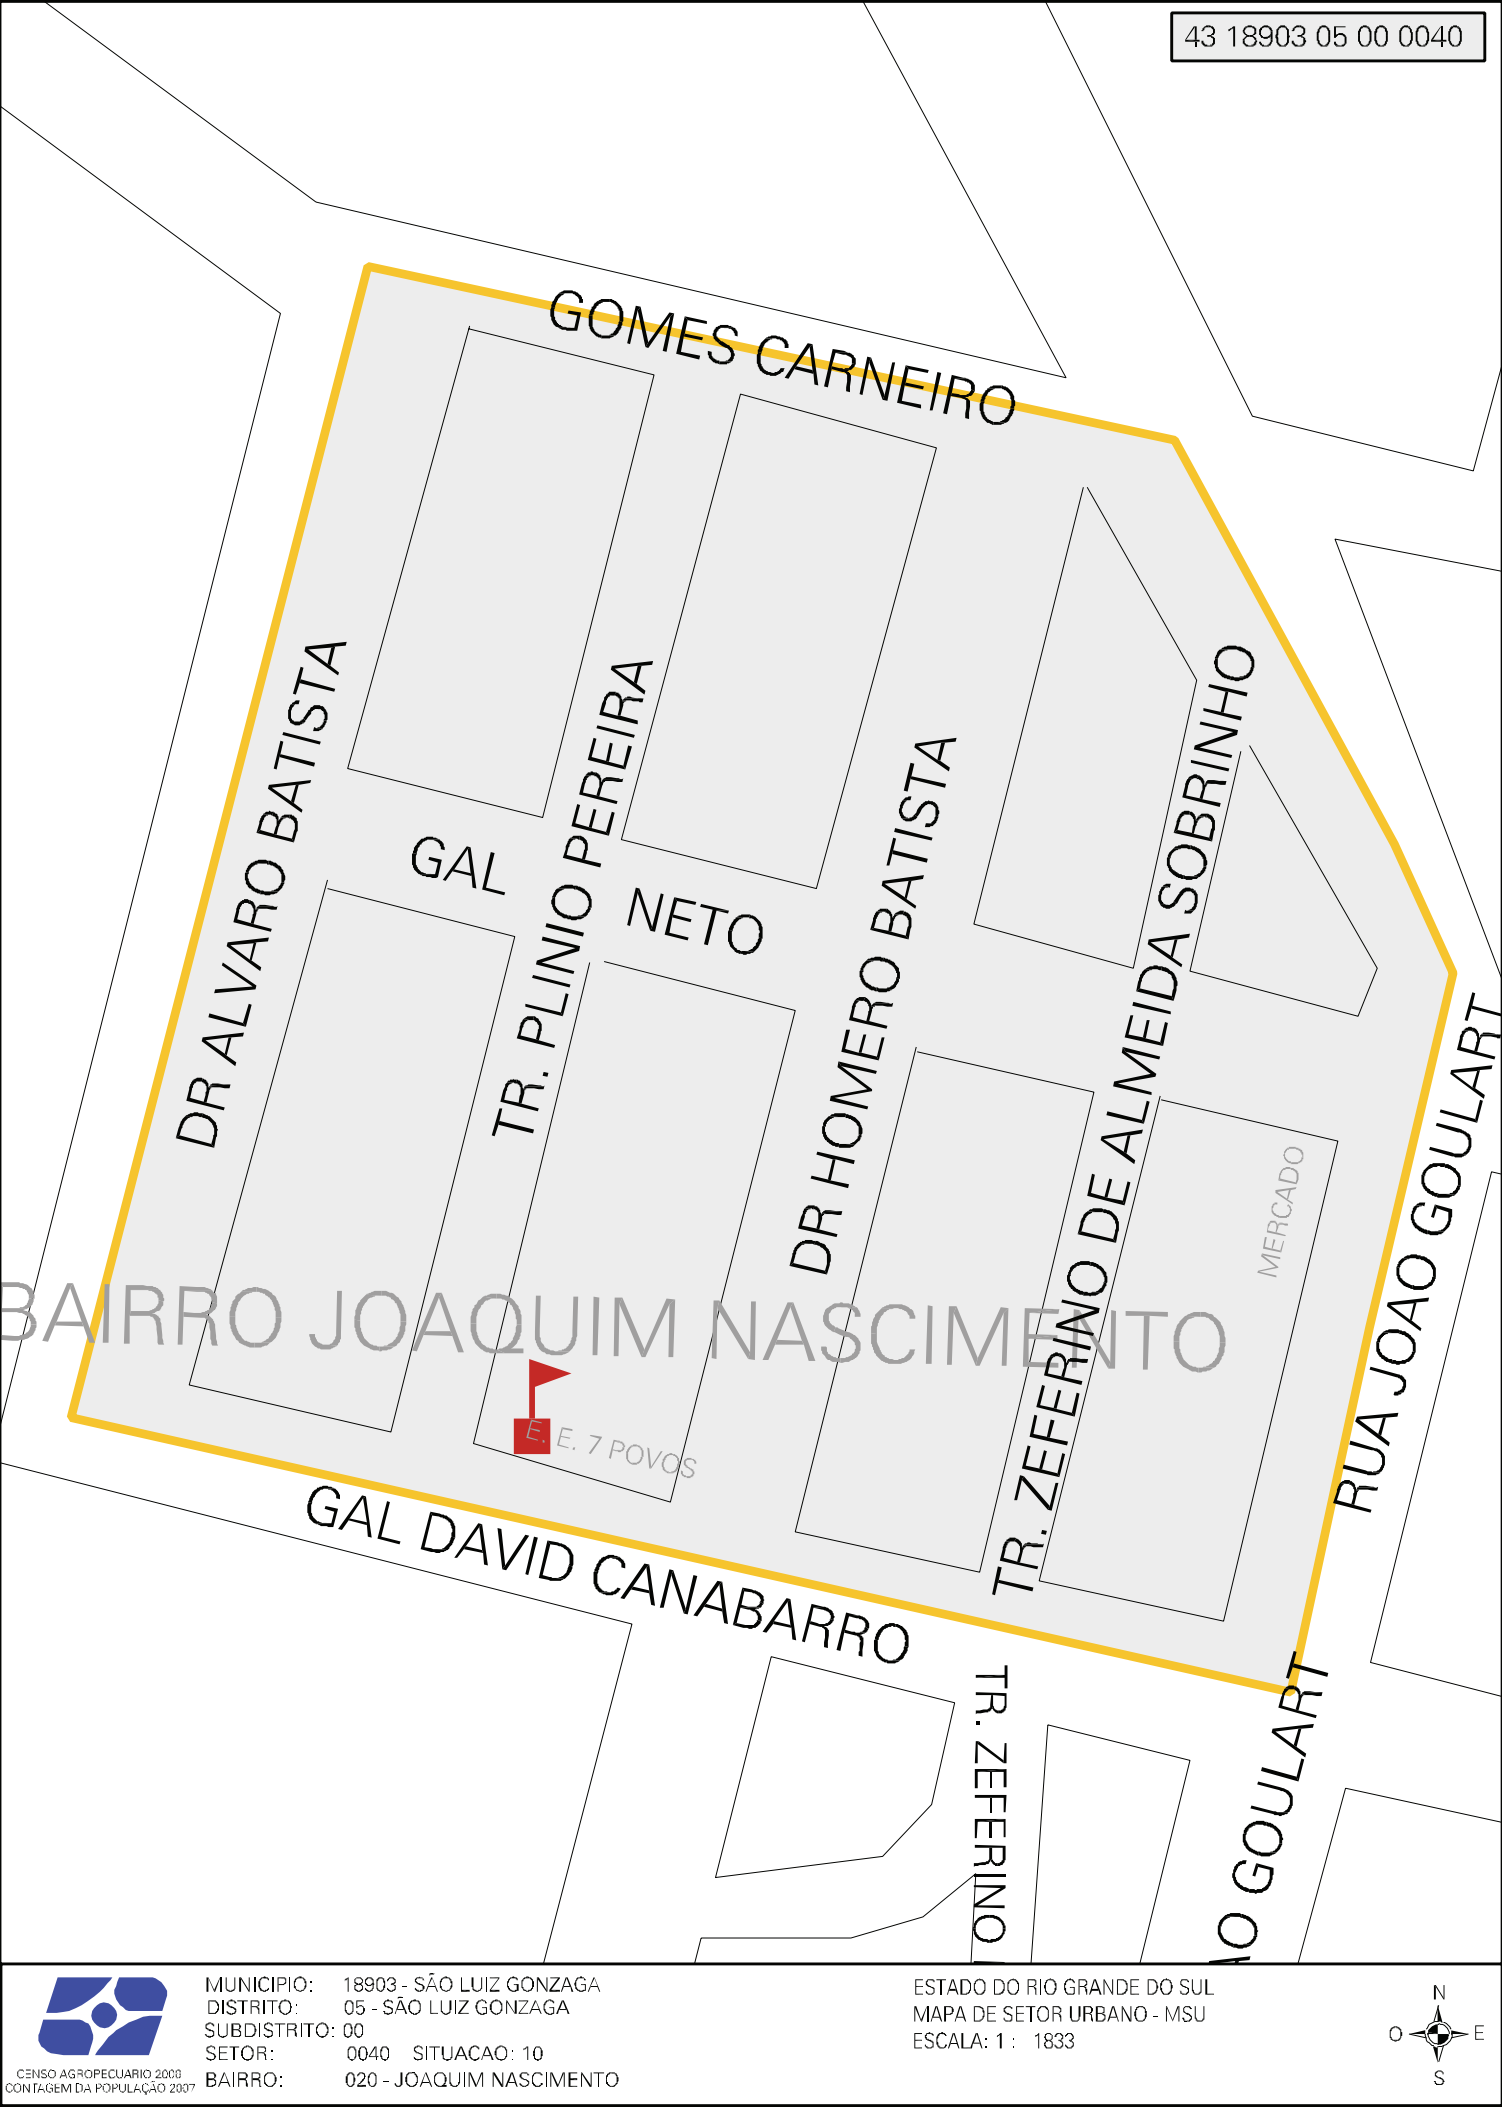 43 18903 05 00 0040
GOMES CARNEIRO
DR ALVARO BATISTA
TR. PLINIO PEREIRA
GAL NETO
DR HOMERO BATISTA
TR. ZEFERINO DE ALMEIDA SOBRINHO
RUA JOAO GOULART
MERCADO
BAIRRO JOAQUIM NASCIMENTO
E. E. 7 POVOS
GAL DAVID CANABARRO
TR. ZEFERINO
AO GOULART
MUNICIPIO: 18903 - SÃO LUIZ GONZAGA
DISTRITO: 05 - SÃO LUIZ GONZAGA
SUBDISTRITO: 00
SETOR: 0040 SITUACAO: 10
BAIRRO: 020 - JOAQUIM NASCIMENTO
CENSO AGROPECUARIO 2006
CONTAGEM DA POPULAÇÃO 2007
ESTADO DO RIO GRANDE DO SUL
MAPA DE SETOR URBANO - MSU
ESCALA: 1 : 1833
N
O E
S